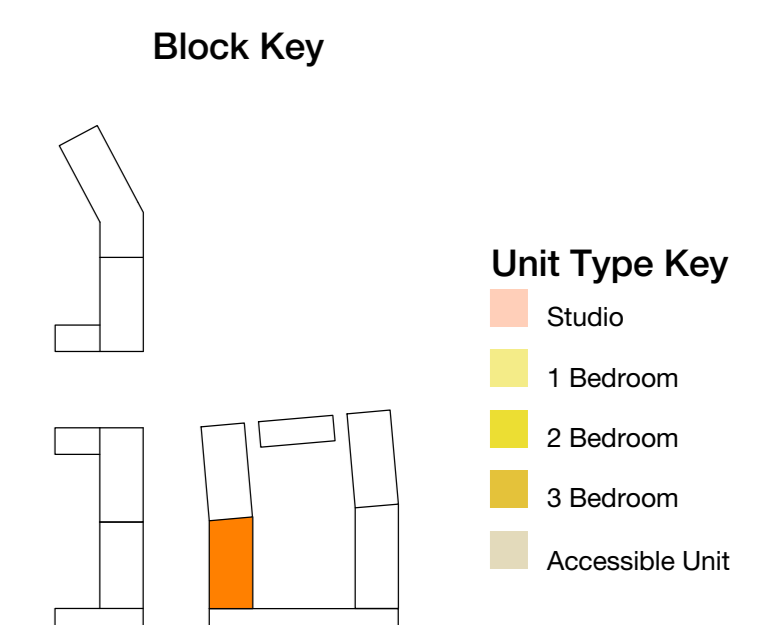 Block Key
Unit Type Key
Studio
1 Bedroom
2 Bedroom
3 Bedroom
Accessible Unit